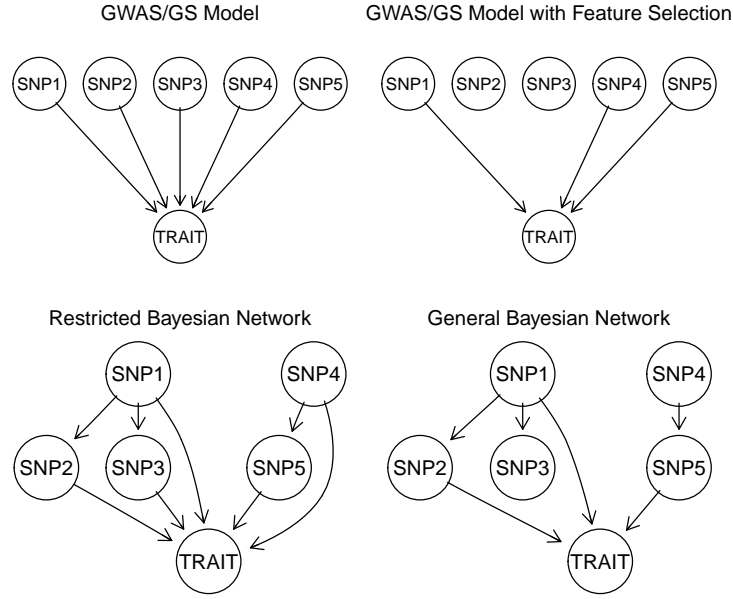 GWAS/GS Model
SNP1 SNP2 SNP3 SNP4 SNP5
TRAIT
GWAS/GS Model with Feature Selection
SNP1 SNP2 SNP3 SNP4 SNP5
TRAIT
Restricted Bayesian Network
SNP1 SNP4
SNP2 SNP3 SNP5
TRAIT
General Bayesian Network
SNP1 SNP4
SNP2 SNP3 SNP5
TRAIT